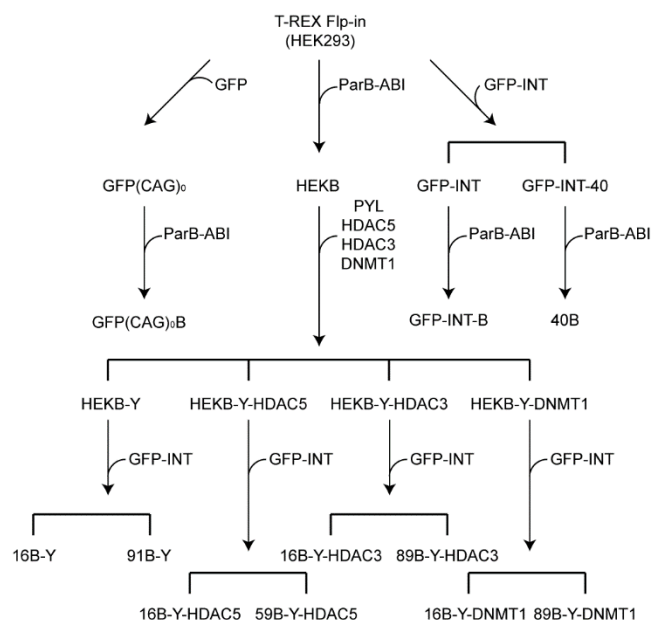 T-REX Flp-in
(HEK293)
GFP
ParB-ABI
GFP-INT
GFP(CAG)₀
HEKB
GFP-INT
GFP-INT-40
PYL
HDAC5
HDAC3
DNMT1
ParB-ABI
ParB-ABI
ParB-ABI
GFP(CAG)₀B
GFP-INT-B
40B
HEKB-Y
HEKB-Y-HDAC5
HEKB-Y-HDAC3
HEKB-Y-DNMT1
GFP-INT
GFP-INT
GFP-INT
GFP-INT
16B-Y
91B-Y
16B-Y-HDAC3
89B-Y-HDAC3
16B-Y-HDAC5
59B-Y-HDAC5
16B-Y-DNMT1
89B-Y-DNMT1